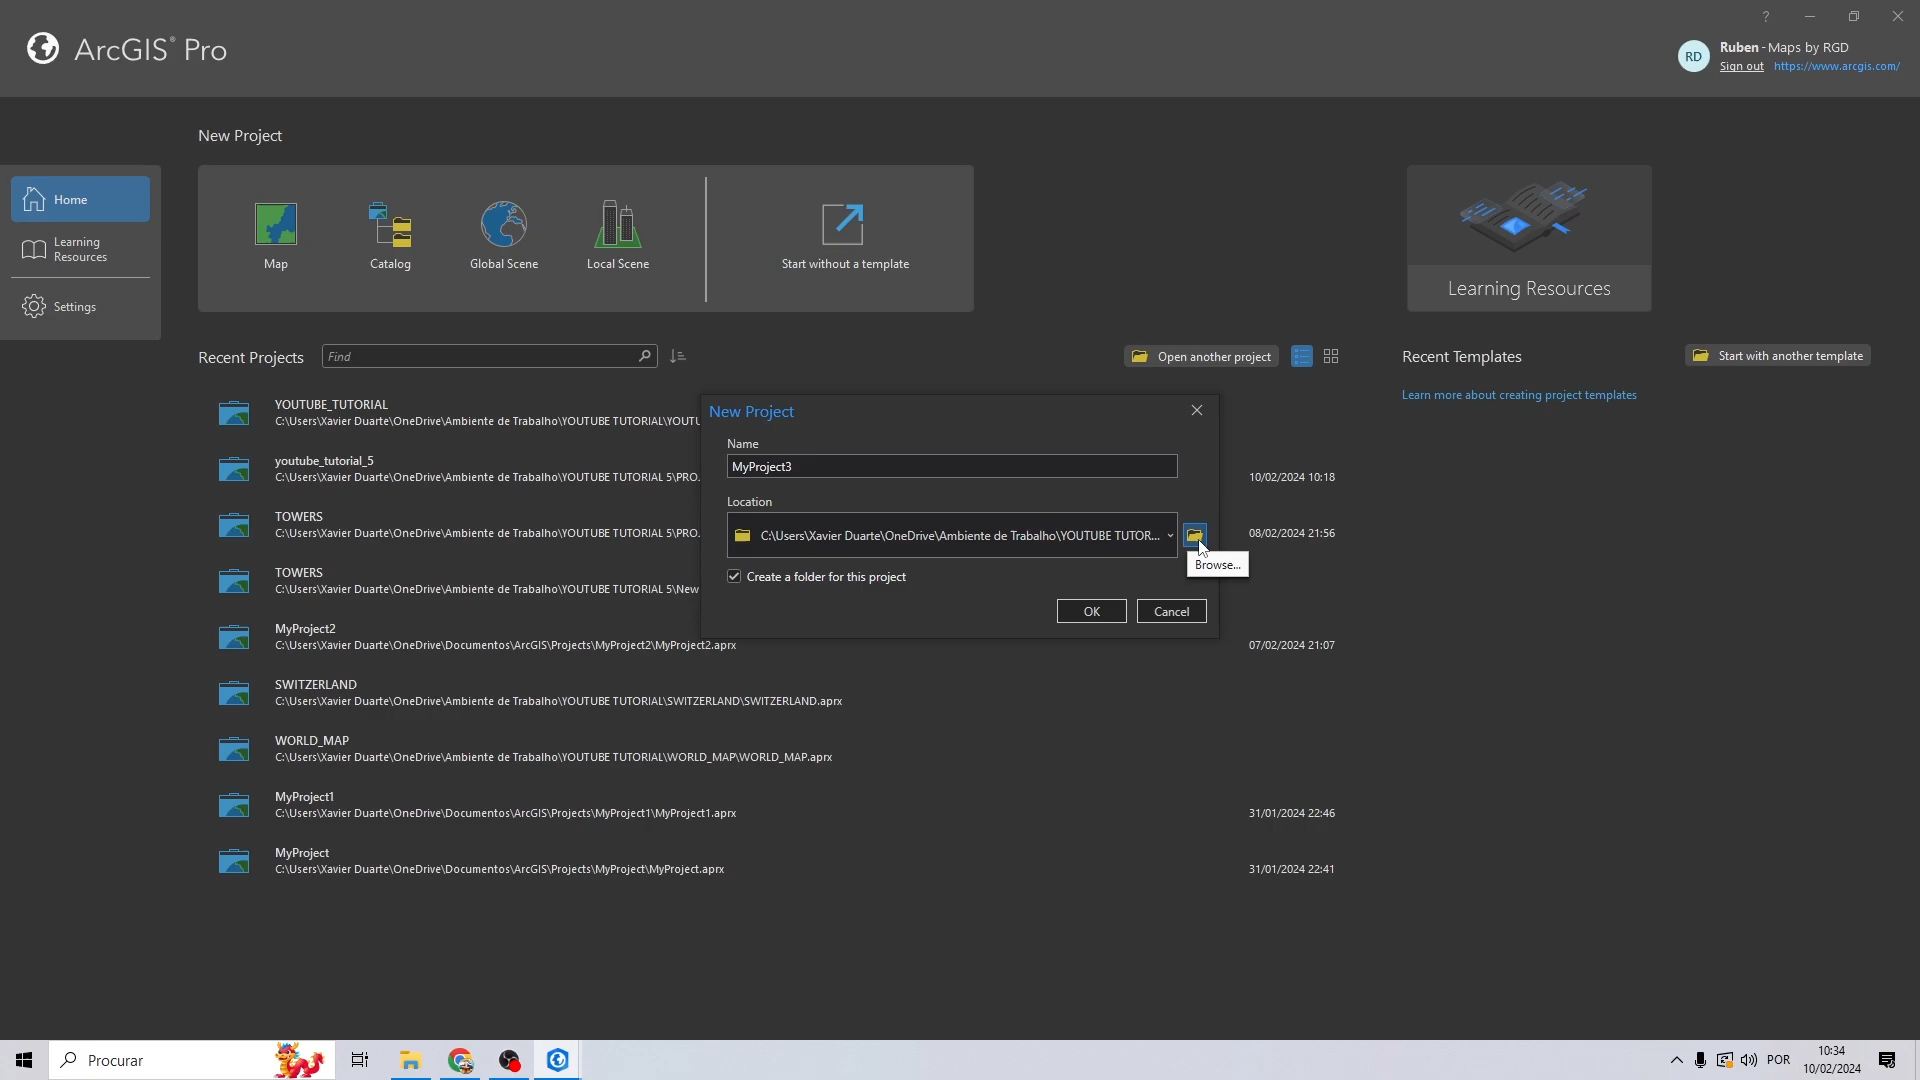 ArcGIS® Pro
?
RD
Ruben - Maps by RGD
Sign out https://www.arcgis.com/
New Project
Home
Learning
Resources
Settings
Map
Catalog
Global Scene
Local Scene
Start without a template
Learning Resources
Recent Projects
Find
Open another project
Recent Templates
Start with another template
Learn more about creating project templates
YOUTUBE_TUTORIAL
C:\Users\Xavier Duarte\OneDrive\Ambiente de Trabalho\YOUTUBE TUTORIAL\YOUTU
youtube_tutorial_5
C:\Users\Xavier Duarte\OneDrive\Ambiente de Trabalho\YOUTUBE TUTORIAL 5\PRO.
10/02/2024 10:18
TOWERS
C:\Users\Xavier Duarte\OneDrive\Ambiente de Trabalho\YOUTUBE TUTORIAL 5\PRO.
08/02/2024 21:56
TOWERS
C:\Users\Xavier Duarte\OneDrive\Ambiente de Trabalho\YOUTUBE TUTORIAL 5\New
MyProject2
C:\Users\Xavier Duarte\OneDrive\Documentos\ArcGIS\Projects\MyProject2\MyProject2.aprx
07/02/2024 21:07
SWITZERLAND
C:\Users\Xavier Duarte\OneDrive\Ambiente de Trabalho\YOUTUBE TUTORIAL\SWITZERLAND\SWITZERLAND.aprx
WORLD_MAP
C:\Users\Xavier Duarte\OneDrive\Ambiente de Trabalho\YOUTUBE TUTORIAL\WORLD_MAP\WORLD_MAP.aprx
MyProject1
C:\Users\Xavier Duarte\OneDrive\Documentos\ArcGIS\Projects\MyProject1\MyProject1.aprx
31/01/2024 22:46
MyProject
C:\Users\Xavier Duarte\OneDrive\Documentos\ArcGIS\Projects\MyProject\MyProject.aprx
31/01/2024 22:41
New Project
Name
MyProject3
Location
C:\Users\Xavier Duarte\OneDrive\Ambiente de Trabalho\YOUTUBE TUTOR...
Browse...
Create a folder for this project
OK
Cancel
Procurar
POR
10:34
10/02/2024